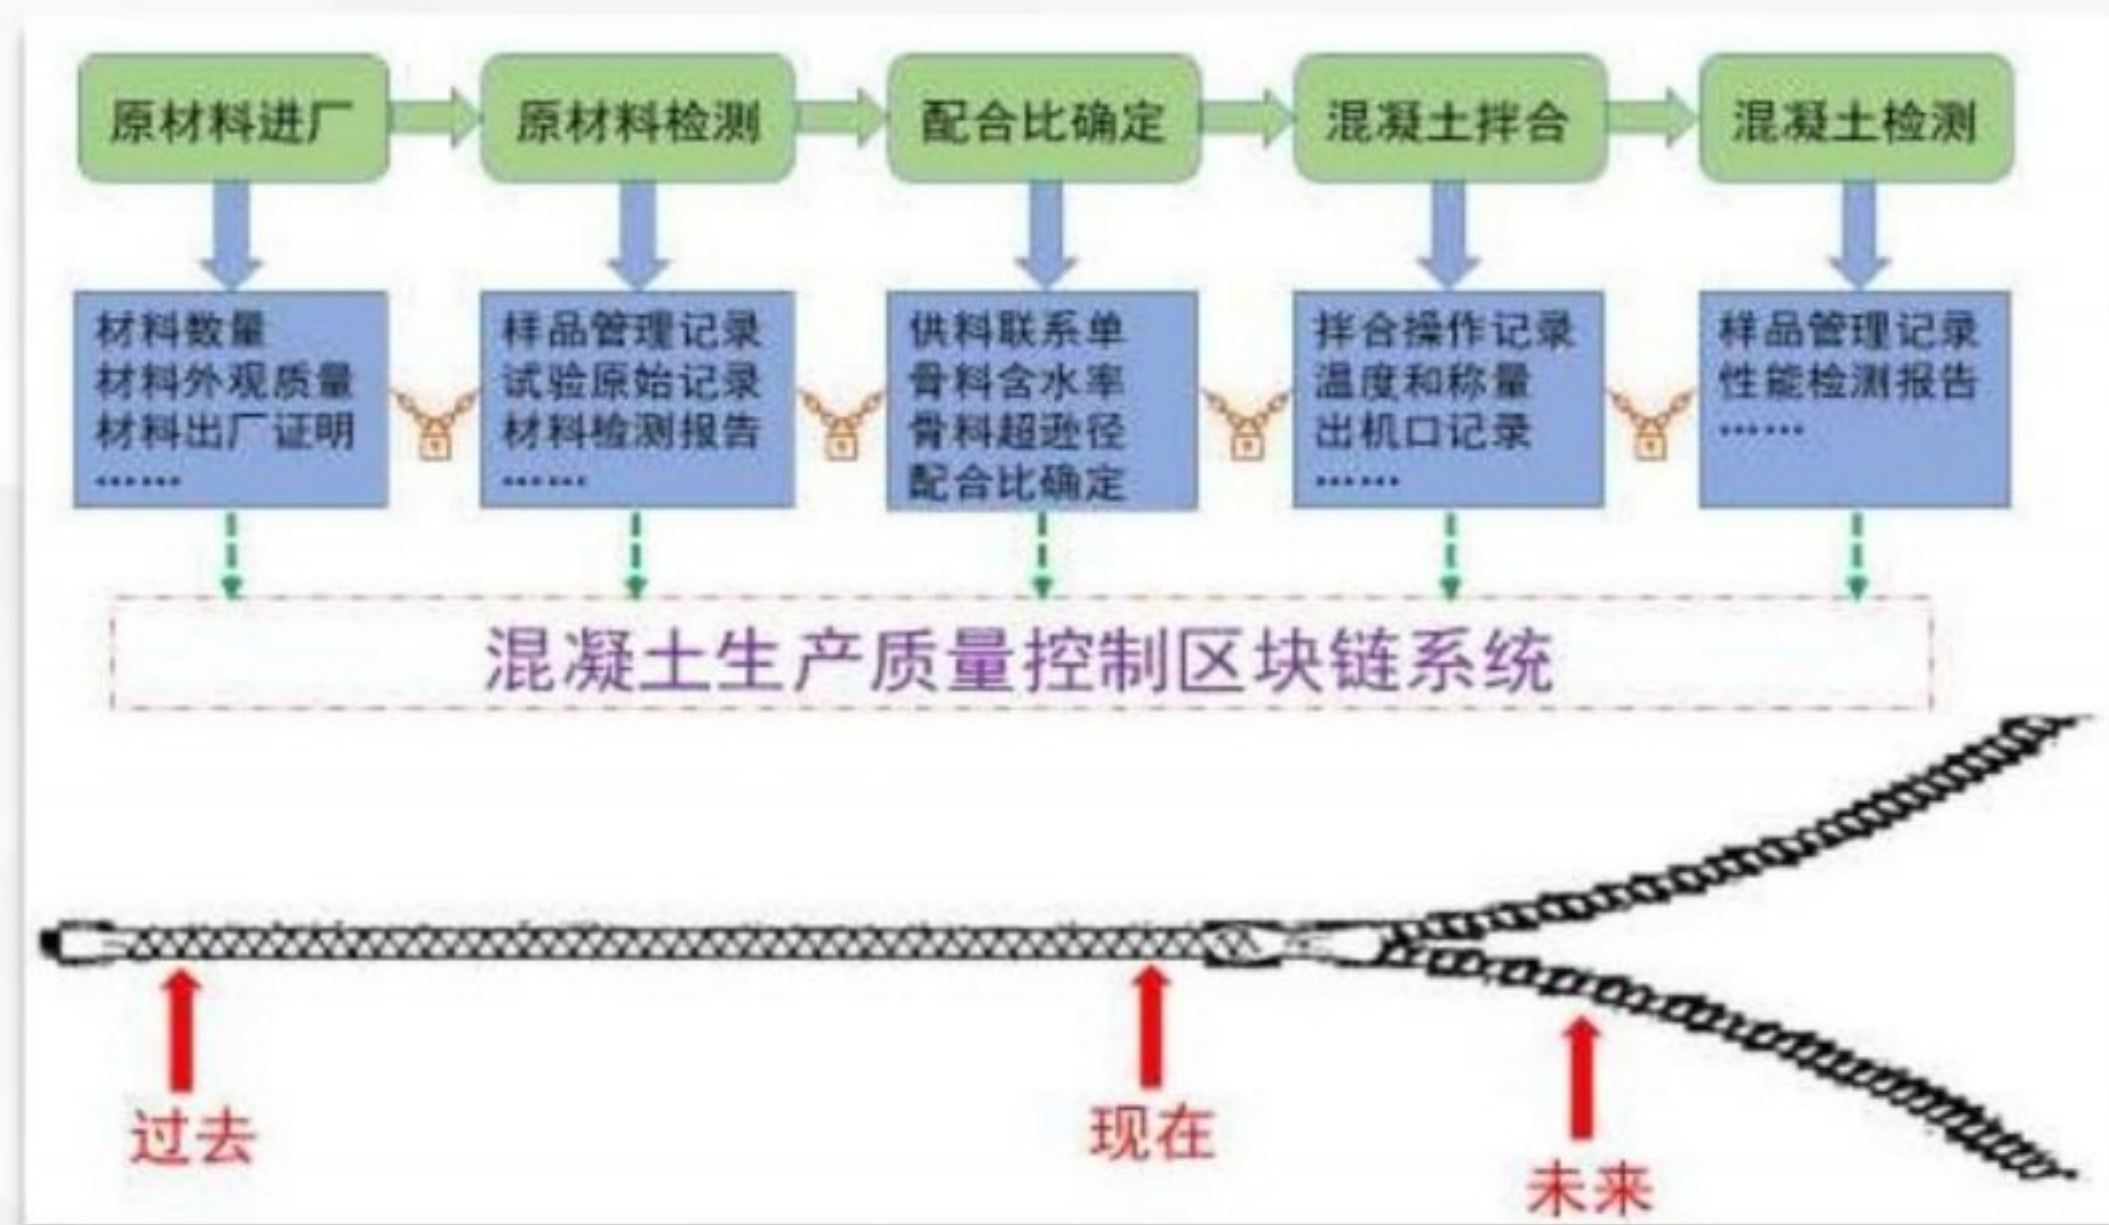 原材料进厂
原材料检测
配合比确定
混凝土拌合
混凝土检测
材料数量
材料外观质量
材料出厂证明
……
样品管理记录
试验原始记录
材料检测报告
……
供料联系单
骨料含水率
骨料超逊径
配合比确定
拌合操作记录
温度和称量
出机口记录
……
样品管理记录
性能检测报告
……
混凝土生产质量控制区块链系统
过去
现在
未来